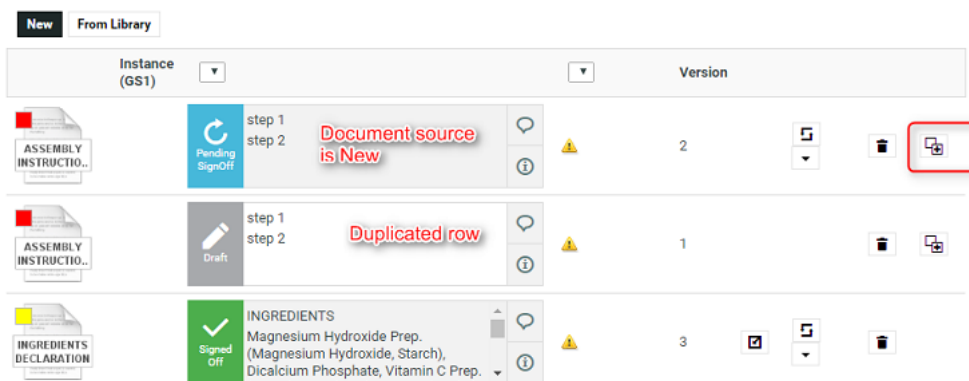 New From Library
Instance
(GS1)
Version
ASSEMBLY
INSTRUCTIO..
Pending
SignOff
step 1
step 2
Document source
is New
2
ASSEMBLY
INSTRUCTIO..
Draft
step 1
step 2
Duplicated row
1
INGREDIENTS
DECLARATION
Signed
Off
INGREDIENTS
Magnesium Hydroxide Prep.
(Magnesium Hydroxide, Starch),
Dicalcium Phosphate, Vitamin C Prep.
3